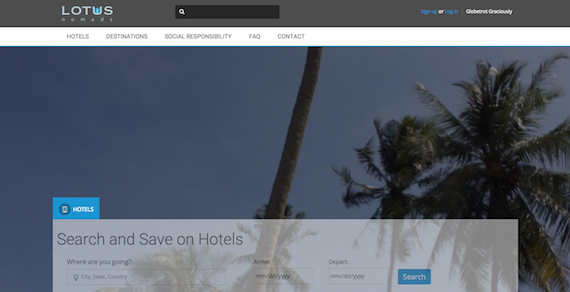 LOTUS
nomads
Sign up or Log in
Globetrot Graciously
HOTELS DESTINATIONS SOCIAL RESPONSIBILITY FAQ CONTACT
HOTELS
Search and Save on Hotels
Where are you going?: Arrive: Depart:
City, State, Country mm/dd/yyyy mm/dd/yyyy Search